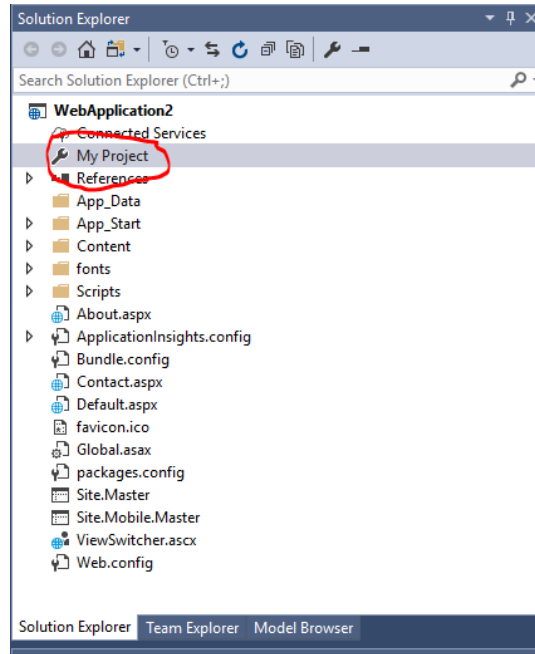 Solution Explorer
Search Solution Explorer (Ctrl+;)
WebApplication2
Connected Services
My Project
References
App_Data
App_Start
Content
fonts
Scripts
About.aspx
ApplicationInsights.config
Bundle.config
Contact.aspx
Default.aspx
favicon.ico
Global.asax
packages.config
Site.Master
Site.Mobile.Master
ViewSwitcher.ascx
Web.config
Solution Explorer Team Explorer Model Browser